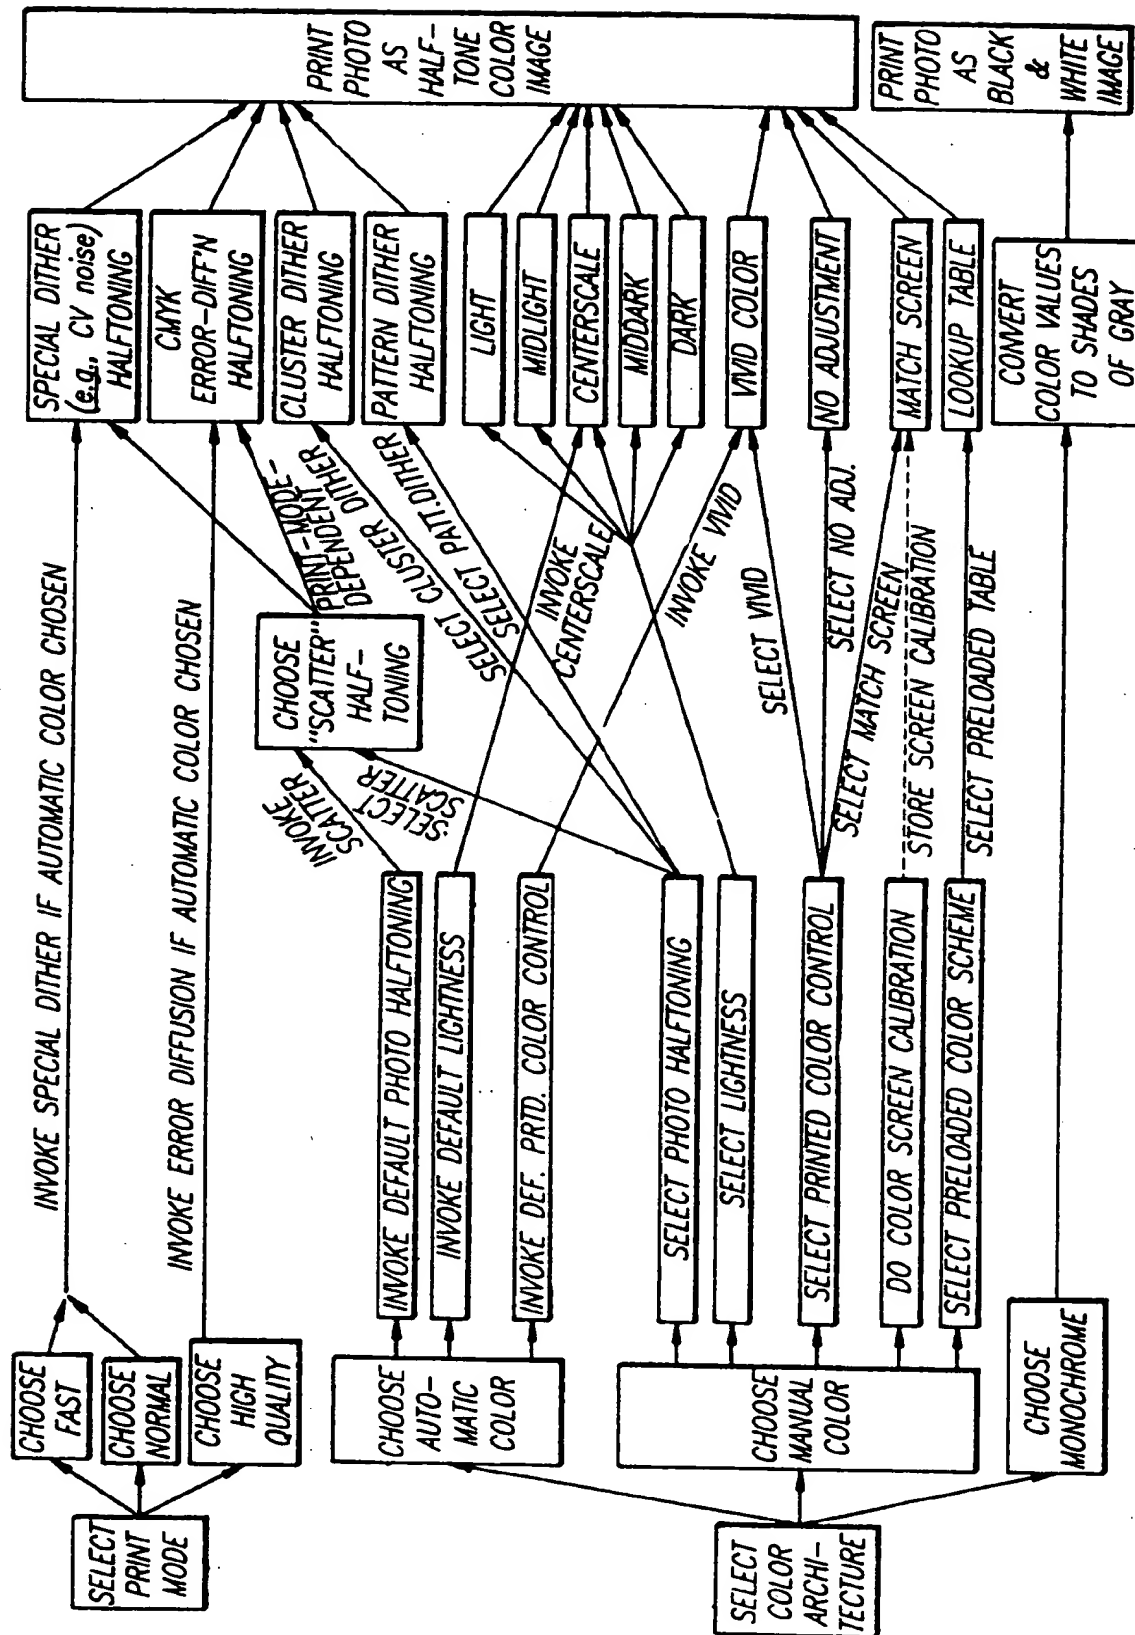 SELECT
PRINT
MODE
CHOOSE
FAST
CHOOSE
NORMAL
CHOOSE
HIGH
QUALITY
INVOKE SPECIAL DITHER IF AUTOMATIC COLOR CHOSEN
INVOKE ERROR DIFFUSION IF AUTOMATIC COLOR CHOSEN
SELECT
COLOR
ARCHI-
TECTURE
CHOOSE
AUTO-
MATIC
COLOR
CHOOSE
MANUAL
COLOR
CHOOSE
MONOCHROME
INVOKE DEFAULT PHOTO HALFTONING
INVOKE DEFAULT LIGHTNESS
INVOKE DEF. PRTD. COLOR CONTROL
SELECT PHOTO HALFTONING
SELECT LIGHTNESS
SELECT PRINTED COLOR CONTROL
DO COLOR SCREEN CALIBRATION
SELECT PRELOADED COLOR SCHEME
INVOKE
SCATTER
SELECT
SCATTER
CHOOSE
"SCATTER"
HALF-
TONING
PRINT-MODE-
DEPENDENT
SELECT CLUSTER DITHER
SELECT PATT. DITHER
INVOKE
CENTERSCALE
INVOKE VIVID
SELECT VIVID
SELECT NO ADJ.
SELECT MATCH SCREEN
STORE SCREEN CALIBRATION
SELECT PRELOADED TABLE
SPECIAL DITHER
(e.g., CV noise)
HALFTONING
CMYK
ERROR-DIFF'N
HALFTONING
CLUSTER DITHER
HALFTONING
PATTERN DITHER
HALFTONING
LIGHT
MIDLIGHT
CENTERSCALE
MIDDARK
DARK
VIVID COLOR
NO ADJUSTMENT
MATCH SCREEN
LOOKUP TABLE
CONVERT
COLOR VALUES
TO SHADES
OF GRAY
PRINT
PHOTO
AS
HALF-
TONE
COLOR
IMAGE
PRINT
PHOTO
AS
BLACK
&
WHITE
IMAGE